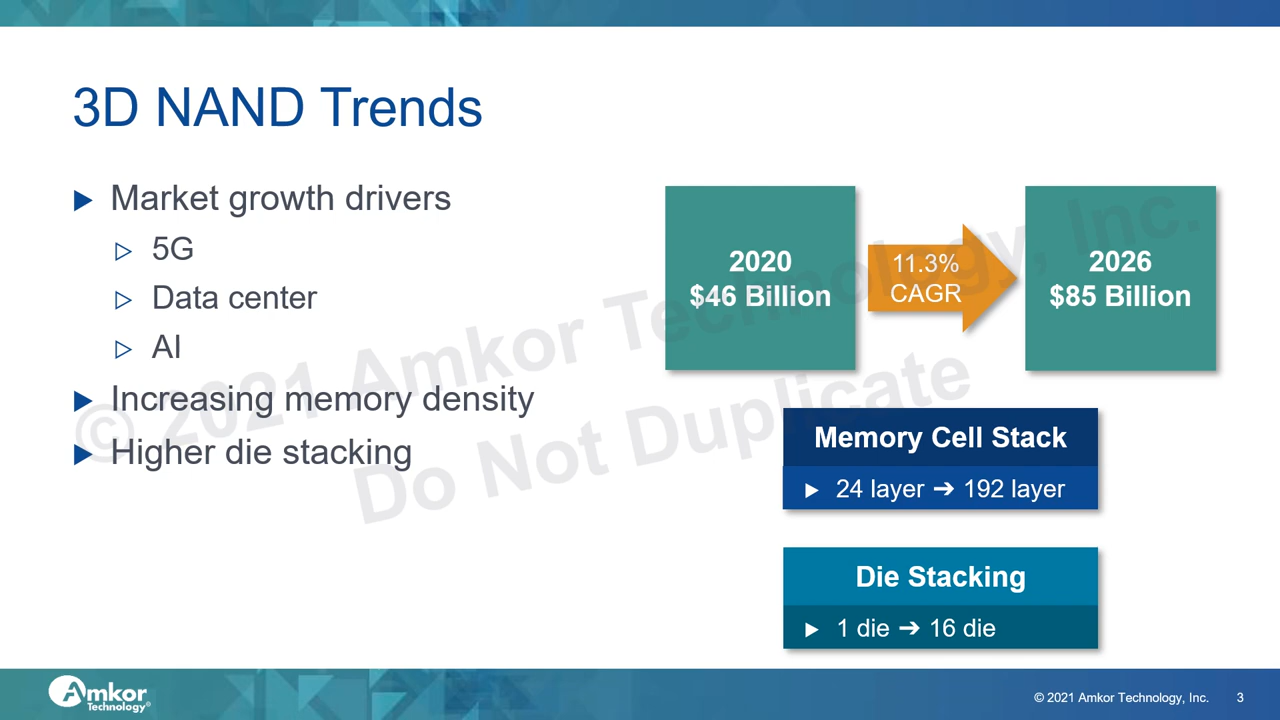 3D NAND Trends
▶ Market growth drivers
▷ 5G
▷ Data center
▷ AI
▶ Increasing memory density
▶ Higher die stacking
2020
$46 Billion
11.3%
CAGR
2026
$85 Billion
Memory Cell Stack
▶ 24 layer ➔ 192 layer
Die Stacking
▶ 1 die ➔ 16 die
© 2021 Amkor Technology, Inc.
Do Not Duplicate
Amkor
Technology®
© 2021 Amkor Technology, Inc. 3